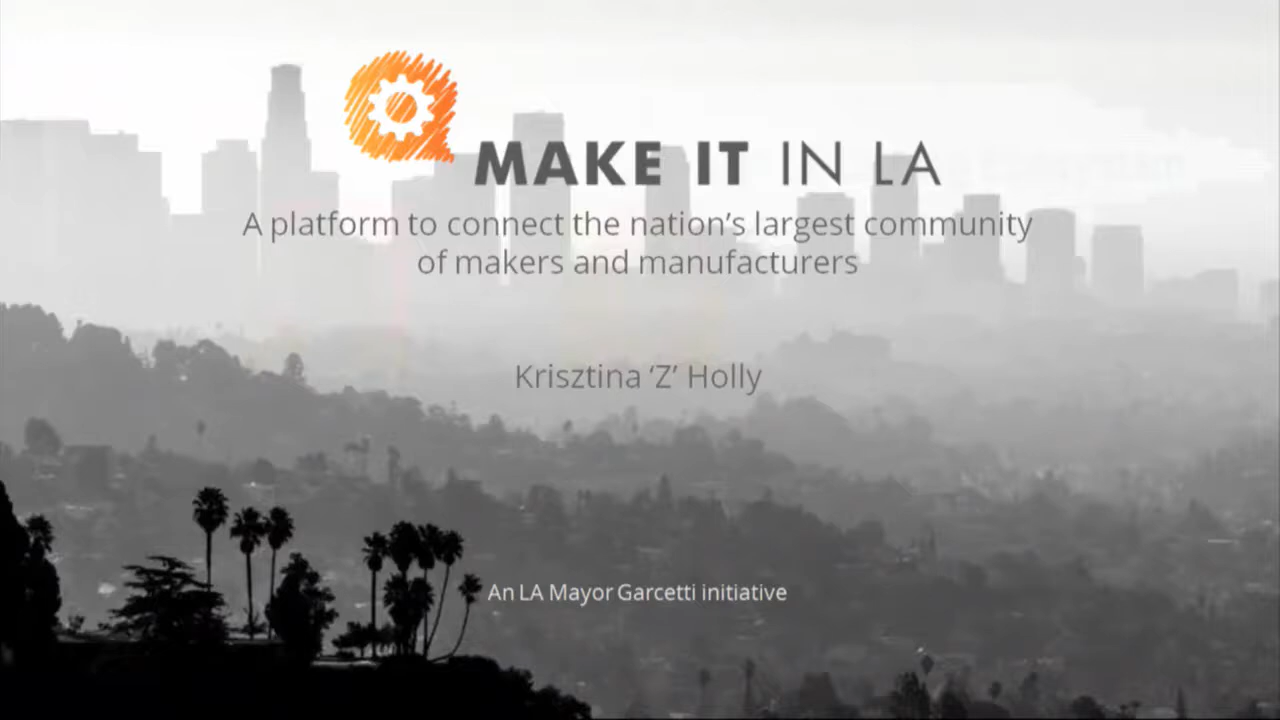 MAKE IT IN LA
A platform to connect the nation’s largest community
of makers and manufacturers
Krisztina ‘Z’ Holly
An LA Mayor Garcetti initiative